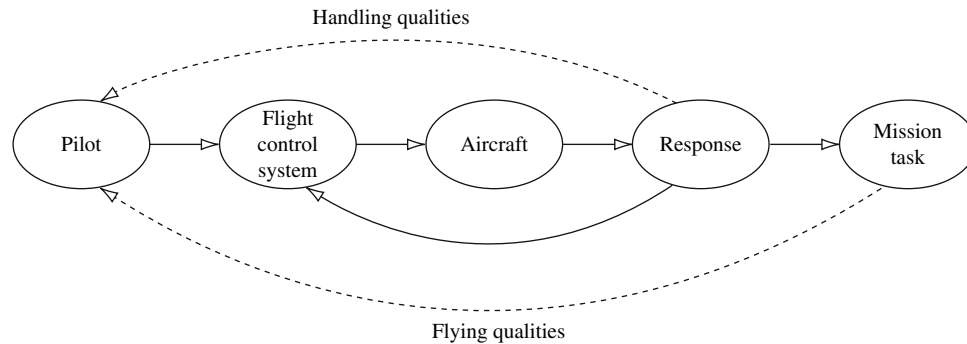 Handling qualities
Pilot
Flight
control
system
Aircraft
Response
Mission
task
Flying qualities